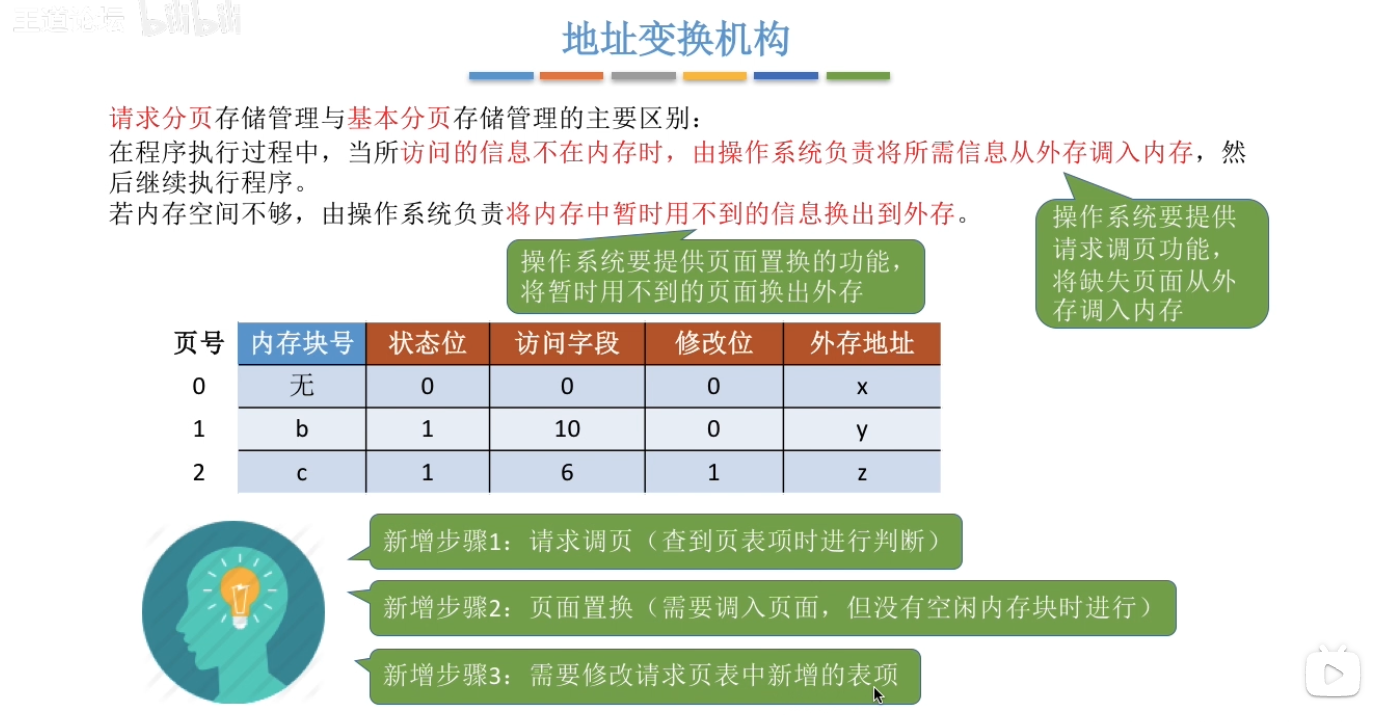 王道论坛 bilibili
地址变换机构
请求分页存储管理与基本分页存储管理的主要区别：
在程序执行过程中，当所访问的信息不在内存时，由操作系统负责将所需信息从外存调入内存，然
后继续执行程序。
若内存空间不够，由操作系统负责将内存中暂时用不到的信息换出到外存。
操作系统要提供
请求调页功能，
将缺失页面从外
存调入内存
操作系统要提供页面置换的功能，
将暂时用不到的页面换出外存
页号 内存块号 状态位 访问字段 修改位 外存地址
0 无 0 0 0 x
1 b 1 10 0 y
2 c 1 6 1 z
新增步骤1：请求调页（查到页表项时进行判断）
新增步骤2：页面置换（需要调入页面，但没有空闲内存块时进行）
新增步骤3：需要修改请求页表中新增的表项